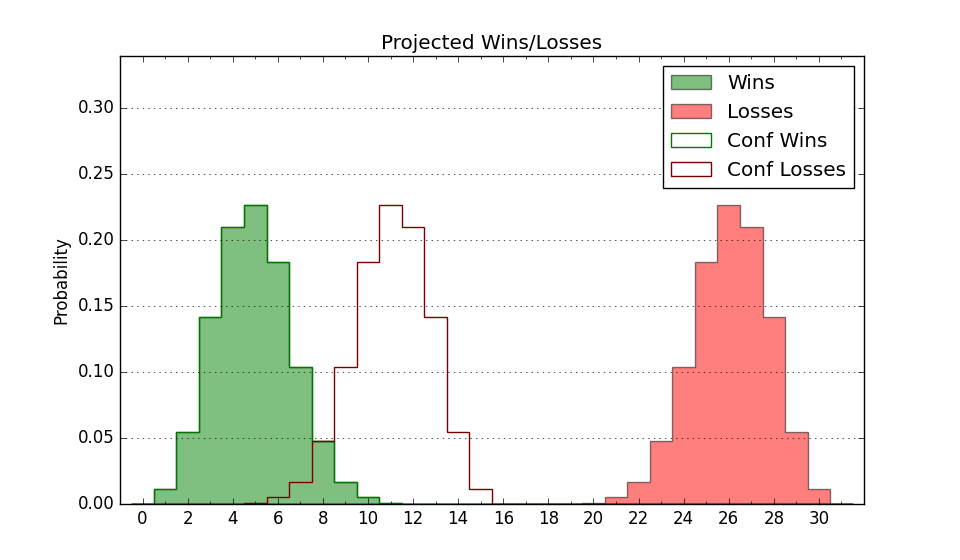 Projected Wins/Losses
Wins
Losses
Conf Wins
Conf Losses
Probability
0.30
0.25
0.20
0.15
0.10
0.05
0.00
0 2 4 6 8 10 12 14 16 18 20 22 24 26 28 30